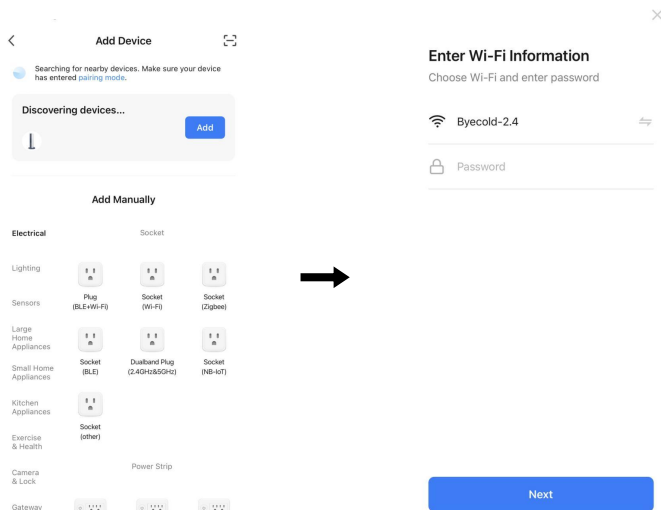 Add Device
Searching for nearby devices. Make sure your device
has entered pairing mode.
Discovering devices...
Add
Add Manually
Electrical
Lighting
Sensors
Large
Home
Appliances
Small Home
Appliances
Kitchen
Appliances
Exercise
& Health
Camera
& Lock
Gateway
Socket
Plug
(BLE+Wi-Fi)
Socket
(Wi-Fi)
Socket
(Zigbee)
Socket
(BLE)
Dualband Plug
(2.4GHz&5GHz)
Socket
(NB-IoT)
Socket
(other)
Power Strip
Enter Wi-Fi Information
Choose Wi-Fi and enter password
Byecold-2.4
Password
Next